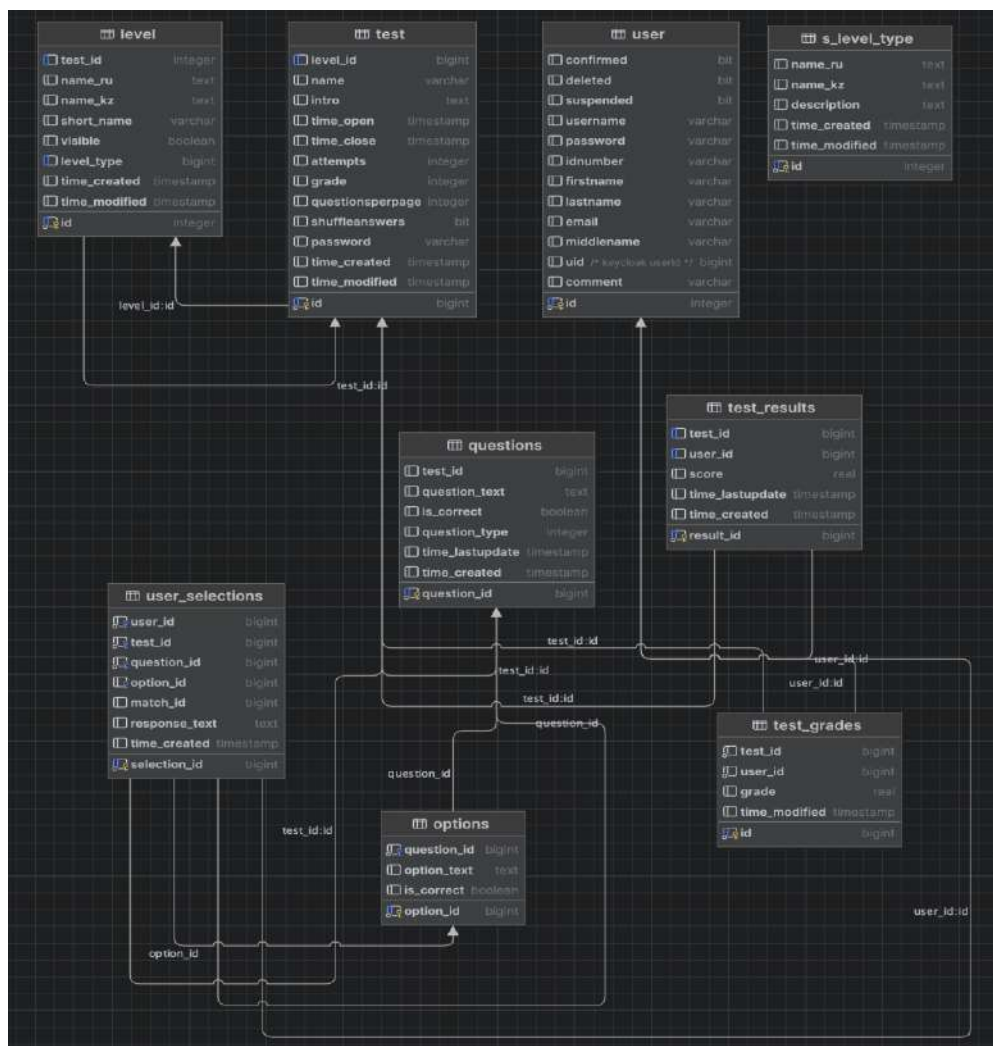 level
test_id integer
name_ru text
name_kz text
short_name varchar
visible boolean
level_type bigint
time_created timestamp
time_modified timestamp
id integer
test
level_id bigint
name varchar
intro text
time_open timestamp
time_close timestamp
attempts integer
grade integer
questionsperpage integer
shuffleanswers bit
password varchar
time_created timestamp
time_modified timestamp
id bigint
user
confirmed bit
deleted bit
suspended bit
username varchar
password varchar
idnumber varchar
firstname varchar
lastname varchar
email varchar
middlename varchar
uid /* keycloak userId */ bigint
comment varchar
id integer
s_level_type
name_ru text
name_kz text
description text
time_created timestamp
time_modified timestamp
id integer
level_id:id
test_id:id
test_results
test_id bigint
user_id bigint
score real
time_lastupdate timestamp
time_created timestamp
result_id bigint
questions
test_id bigint
question_text text
is_correct boolean
question_type integer
time_lastupdate timestamp
time_created timestamp
question_id bigint
user_selections
user_id bigint
test_id bigint
question_id bigint
option_id bigint
match_id bigint
response_text text
time_created timestamp
selection_id bigint
test_id:id
user_id:id
test_id:id
user_id:id
test_id:id
question_id
test_grades
test_id bigint
user_id bigint
grade real
time_modified timestamp
id bigint
question_id
test_id:id
options
question_id bigint
option_text text
is_correct boolean
option_id bigint
user_id:id
option_id